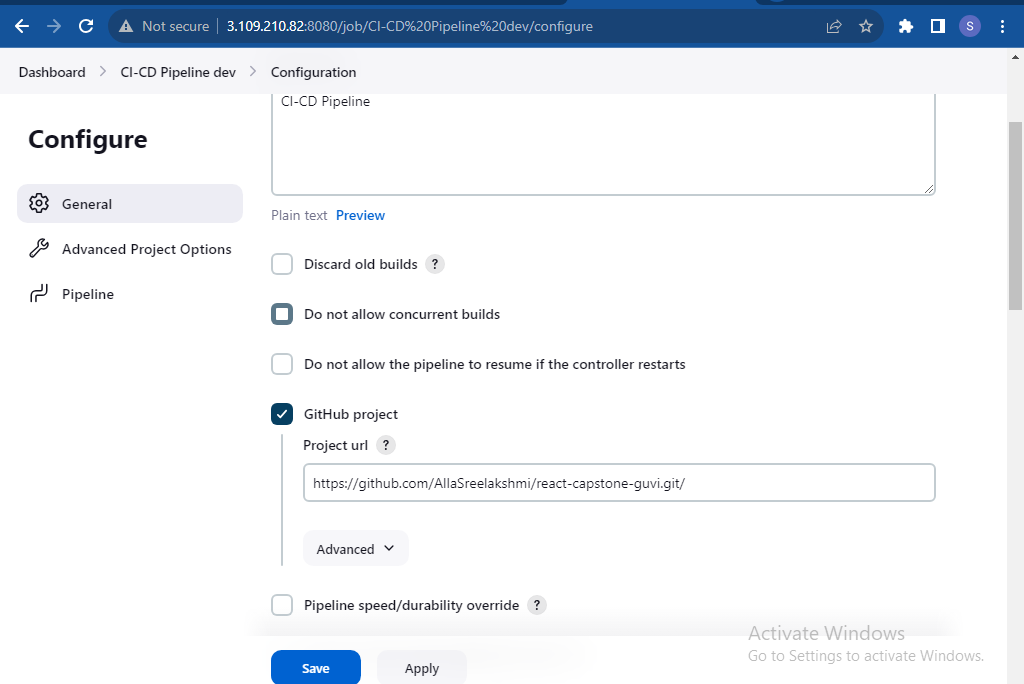 Not secure
3.109.210.82:8080/job/CI-CD%20Pipeline%20dev/configure
S
Dashboard
CI-CD Pipeline dev
Configuration
Configure
General
Advanced Project Options
Pipeline
CI-CD Pipeline
Plain text Preview
Discard old builds ?
Do not allow concurrent builds
Do not allow the pipeline to resume if the controller restarts
GitHub project
Project url ?
https://github.com/AllaSreelakshmi/react-capstone-guvi.git/
Advanced
Pipeline speed/durability override ?
Save
Apply
Activate Windows
Go to Settings to activate Windows.